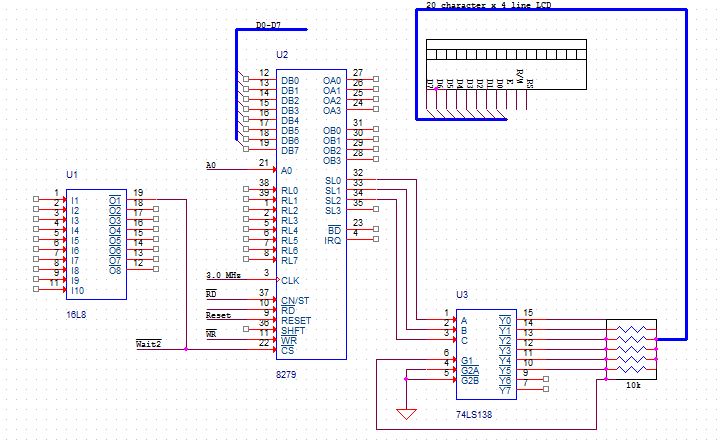 20 character x 4 line LCD
D0-D7
D7 D6 D5 D4 D3 D2 D1 D0 E R/W RS
U2
12 DB0 OA0 27
13 DB1 OA1 26
14 DB2 OA2 25
15 DB3 OA3 24
16 DB4
17 DB5 OB0 31
18 DB6 OB1 30
19 DB7 OB2 29
OB3 28
A0 21 A0
SL0 32
38 RL0 SL1 33
39 RL1 SL2 34
1 RL2 SL3 35
2 RL3
5 RL4 BD 23
6 RL5 IRQ 4
7 RL6
8 RL7
3.0 MHz 3 CLK
RD 37 CN/ST
10 RD
Reset 9 RESET
36 SHFT
WR 11 WR
Wait2 22 CS
8279
U1
1 I1 O1 19
2 I2 O2 18
3 I3 O3 17
4 I4 O4 16
5 I5 O5 15
6 I6 O6 14
7 I7 O7 13
8 I8 O8 12
9 I9
11 I10
16L8
U3
1 A Y0 15
2 B Y1 14
3 C Y2 13
Y3 12
6 G1 Y4 11
4 G2A Y5 10
5 G2B Y6 9
Y7 7
74LS138
10k